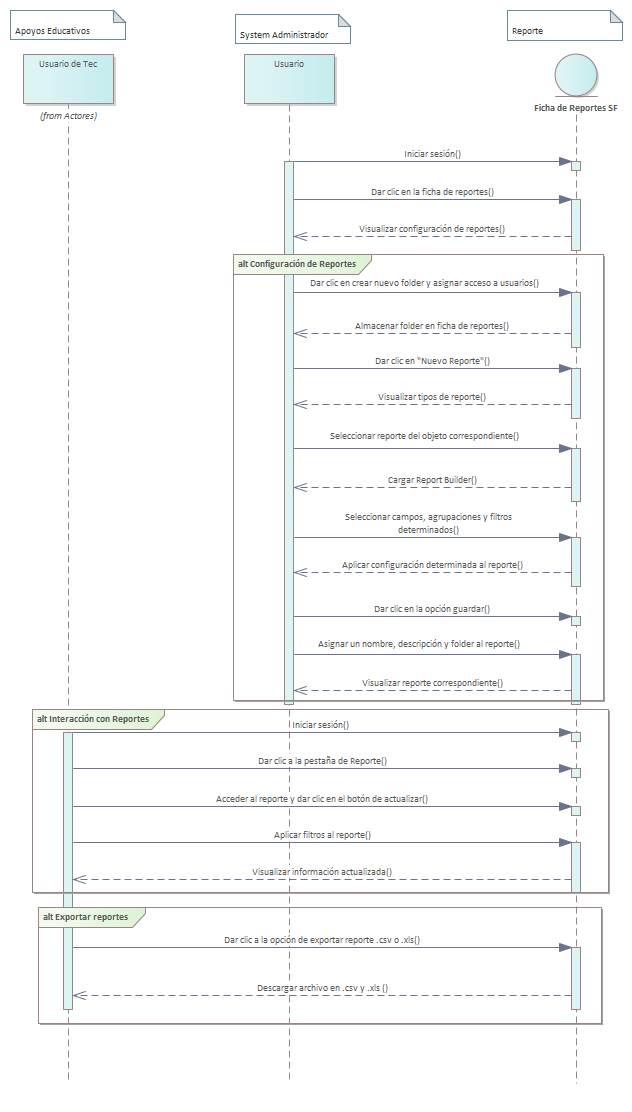 Apoyos Educativos
System Administrador
Reporte
Usuario de Tec
(from Actores)
Usuario
Ficha de Reportes SF
Iniciar sesión()
Dar clic en la ficha de reportes()
Visualizar configuración de reportes()
alt Configuración de Reportes
Dar clic en crear nuevo folder y asignar acceso a usuarios()
Almacenar folder en ficha de reportes()
Dar clic en "Nuevo Reporte"()
Visualizar tipos de reporte()
Seleccionar reporte del objeto correspondiente()
Cargar Report Builder()
Seleccionar campos, agrupaciones y filtros
determinados()
Aplicar configuración determinada al reporte()
Dar clic en la opción guardar()
Asignar un nombre, descripción y folder al reporte()
Visualizar reporte correspondiente()
alt Interacción con Reportes
Iniciar sesión()
Dar clic a la pestaña de Reporte()
Acceder al reporte y dar clic en el botón de actualizar()
Aplicar filtros al reporte()
Visualizar información actualizada()
alt Exportar reportes
Dar clic a la opción de exportar reporte .csv o .xls()
Descargar archivo en .csv y .xls ()